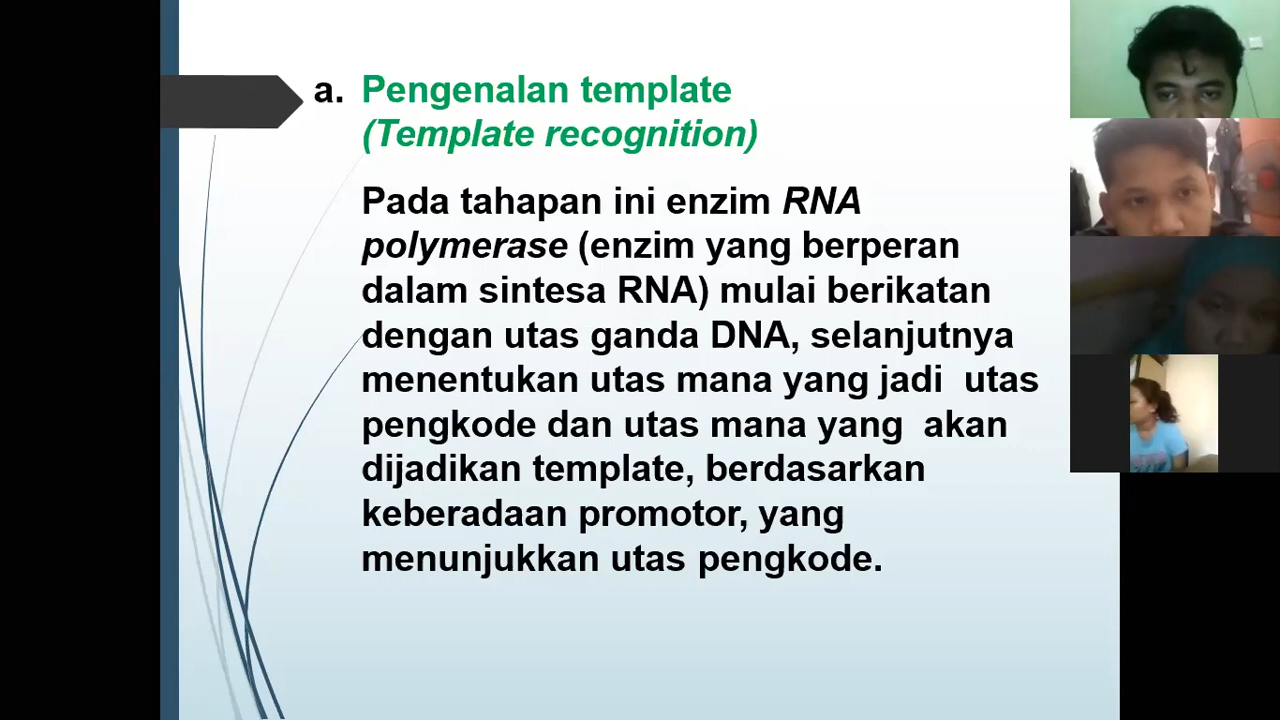 a. Pengenalan template
(Template recognition)
Pada tahapan ini enzim RNA
polymerase (enzim yang berperan
dalam sintesa RNA) mulai berikatan
dengan utas ganda DNA, selanjutnya
menentukan utas mana yang jadi utas
pengkode dan utas mana yang akan
dijadikan template, berdasarkan
keberadaan promotor, yang
menunjukkan utas pengkode.